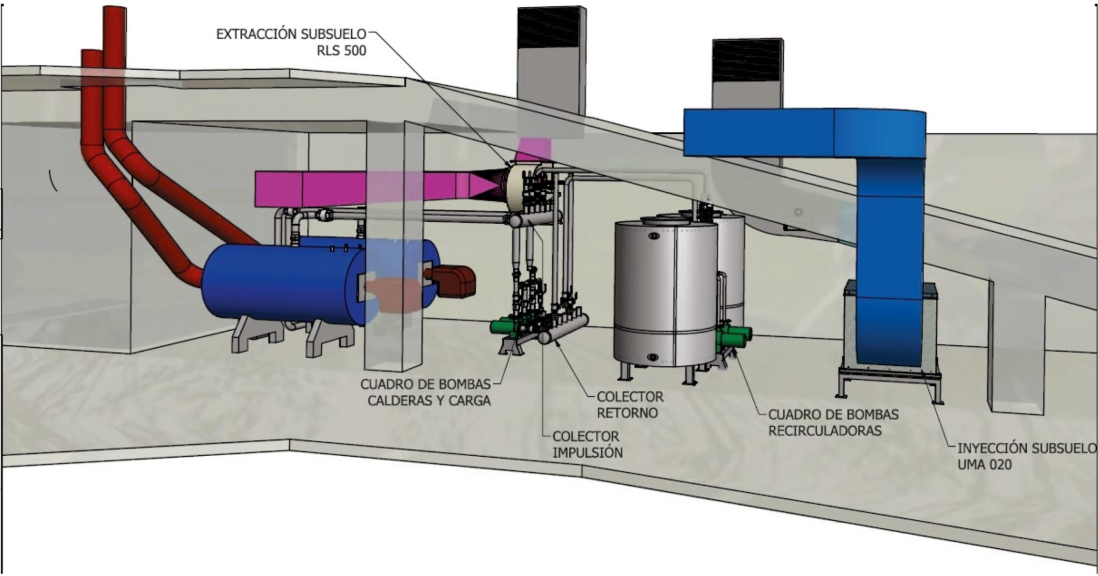 EXTRACCIÓN SUBSUELO
RLS 500
CUADRO DE BOMBAS
CALDERAS Y CARGA
COLECTOR
RETORNO
COLECTOR
IMPULSIÓN
CUADRO DE BOMBAS
RECIRCULADORAS
INYECCIÓN SUBSUELO
UMA 020